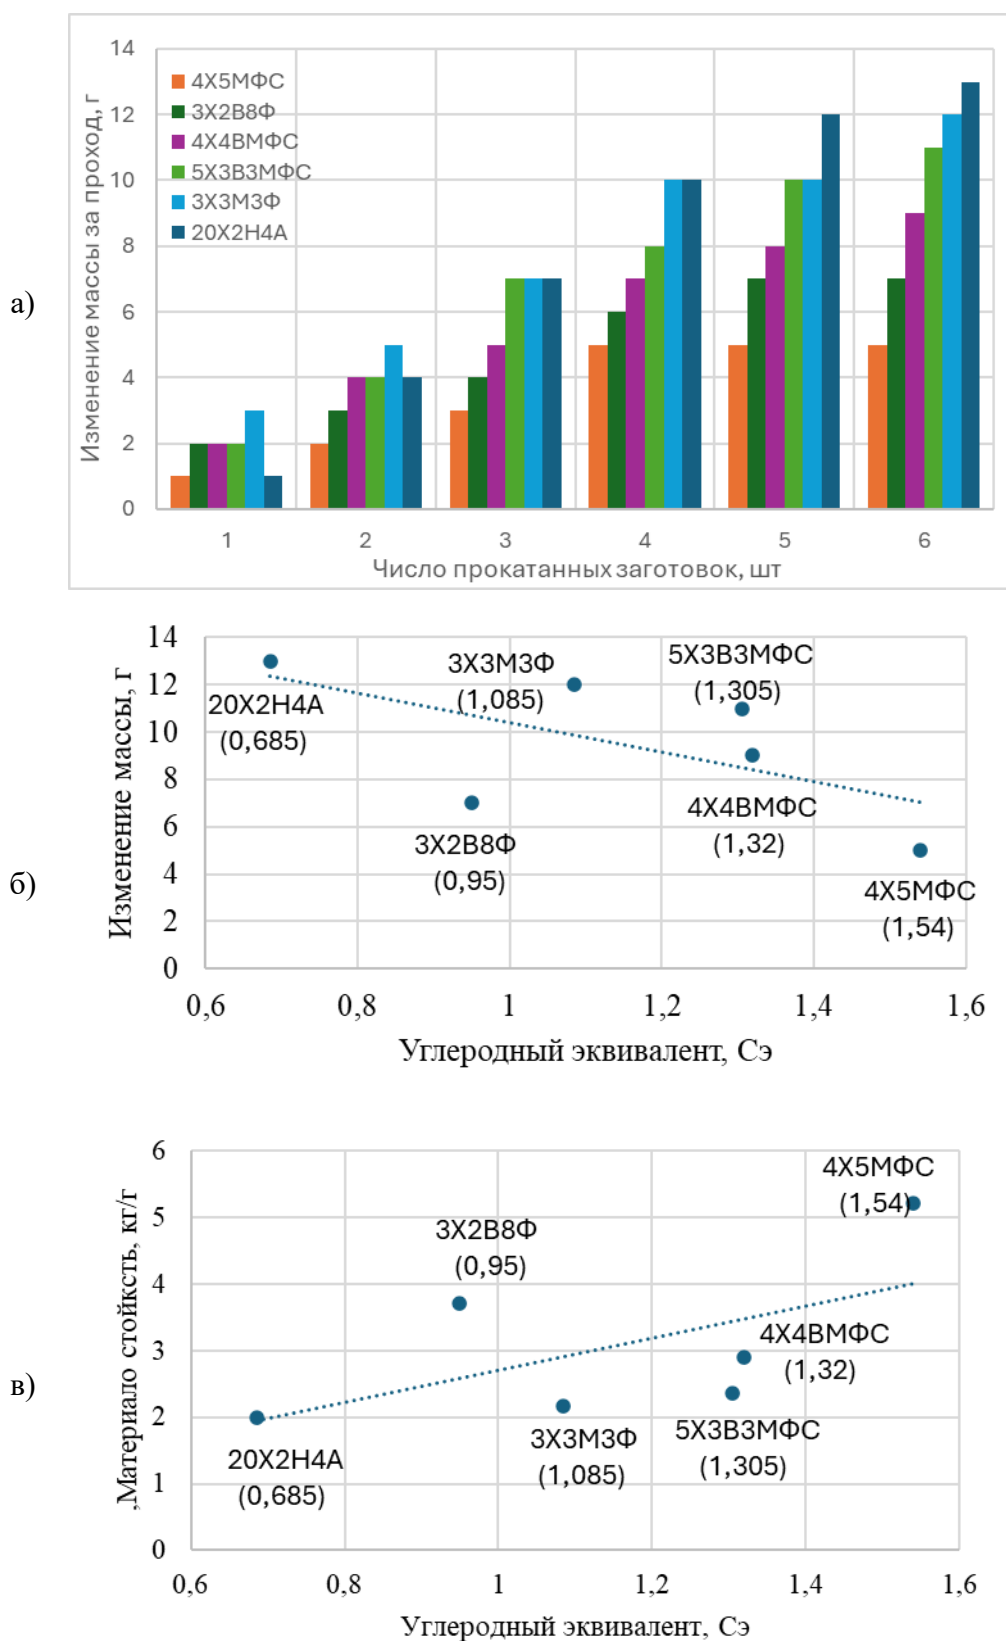 а)
Изменение массы за проход, г
14
12
10
8
6
4
2
0
4Х5МФС
3Х2В8Ф
4Х4ВМФС
5Х3В3МФС
3Х3М3Ф
20Х2Н4А
1 2 3 4 5 6
Число прокатанных заготовок, шт
б)
Изменение массы, г
14
12
10
8
6
4
2
0
20Х2Н4А
(0,685)
3Х3М3Ф
(1,085)
5Х3В3МФС
(1,305)
3Х2В8Ф
(0,95)
4Х4ВМФС
(1,32)
4Х5МФС
(1,54)
0,6 0,8 1 1,2 1,4 1,6
Углеродный эквивалент, Сэ
в)
,Материало стойксть, кг/г
6
5
4
3
2
1
0
4Х5МФС
(1,54)
3Х2В8Ф
(0,95)
4Х4ВМФС
(1,32)
20Х2Н4А
(0,685)
3Х3М3Ф
(1,085)
5Х3В3МФС
(1,305)
0,6 0,8 1 1,2 1,4 1,6
Углеродный эквивалент, Сэ